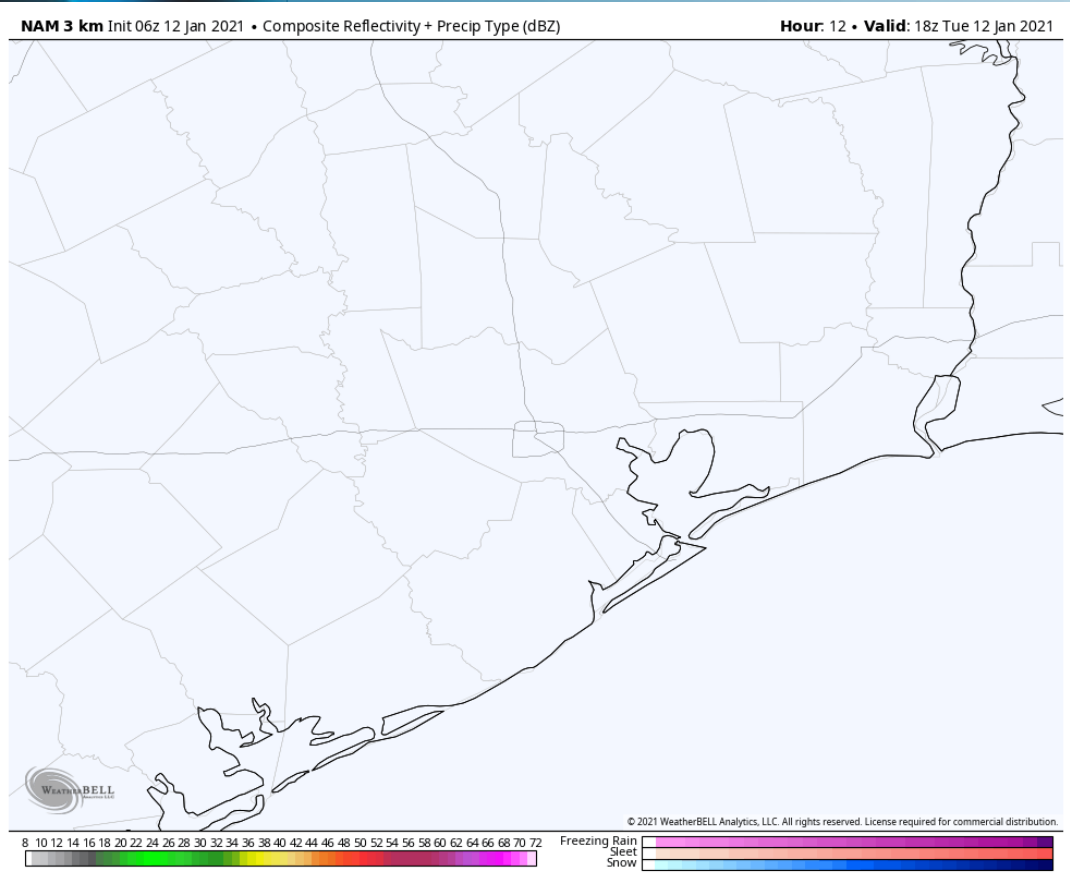 NAM 3 km Init 06z 12 Jan 2021 • Composite Reflectivity + Precip Type (dBZ)
Hour: 12 • Valid: 18z Tue 12 Jan 2021
WeatherBELL
Analytics LLC
© 2021 WeatherBELL Analytics, LLC. All rights reserved. License required for commercial distribution.
8 10 12 14 16 18 20 22 24 26 28 30 32 34 36 38 40 42 44 46 48 50 52 54 56 58 60 62 64 66 68 70 72
Freezing Rain
Sleet
Snow